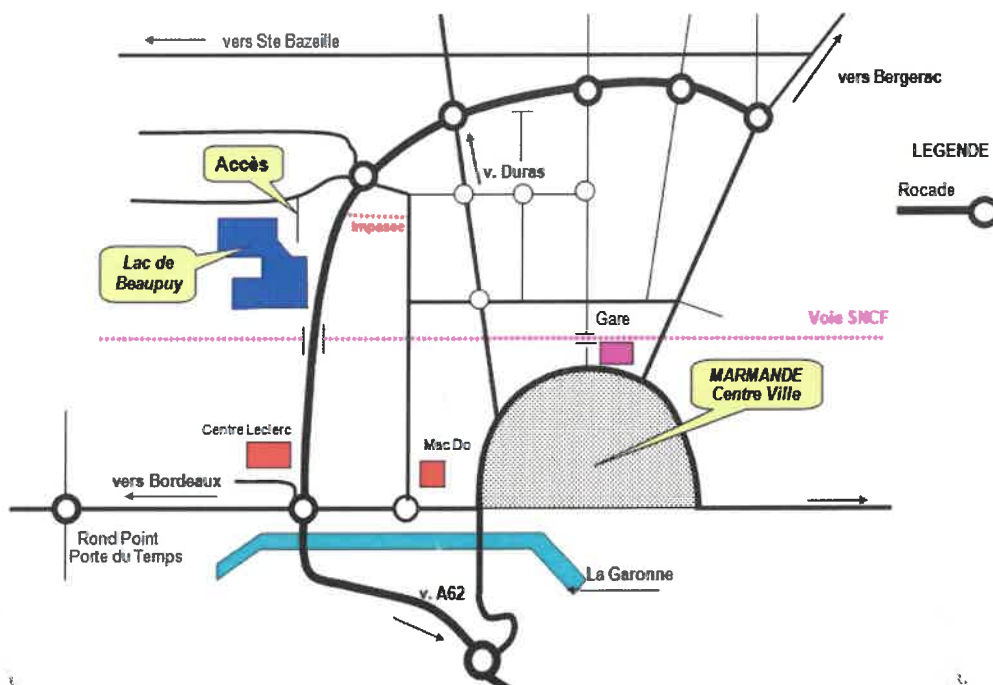 vers Ste Bazeille
vers Bergerac
Accès
v. Duras
LEGENDE
Rocade
Impasse
Lac de
Beaupuy
Gare
Voie SNCF
MARMANDE
Centre Ville
Centre Leclerc
Mac Do
vers Bordeaux
Rond Point
Porte du Temps
La Garonne
v. A62